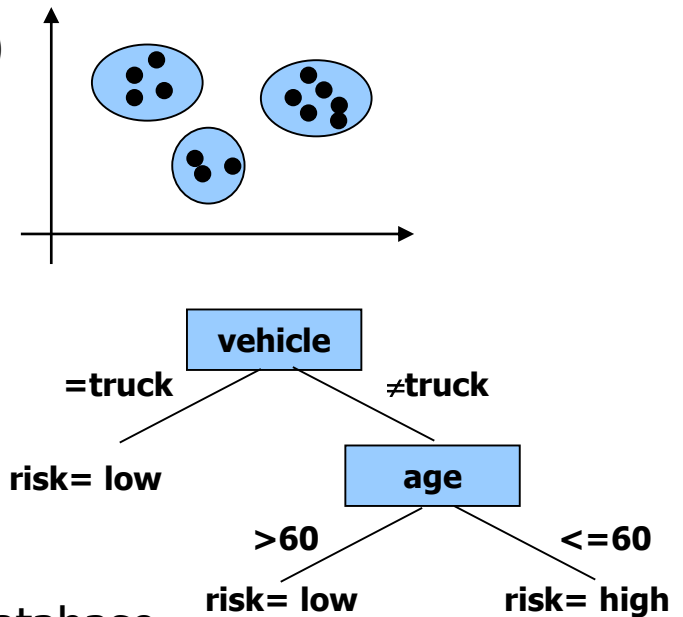 )
vehicle
=truck ≠truck
risk= low age
>60 <=60
risk= low risk= high